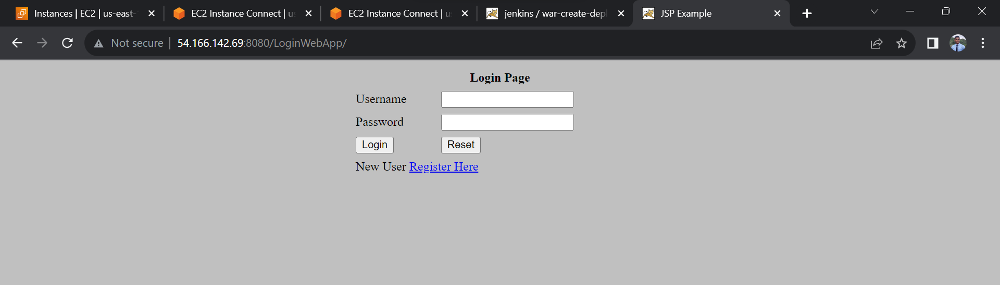 Instances | EC2 | us-east-
EC2 Instance Connect | us
EC2 Instance Connect | u
jenkins / war-create-depl
JSP Example
Not secure | 54.166.142.69:8080/LoginWebApp/
Login Page
Username
Password
Login Reset
New User Register Here